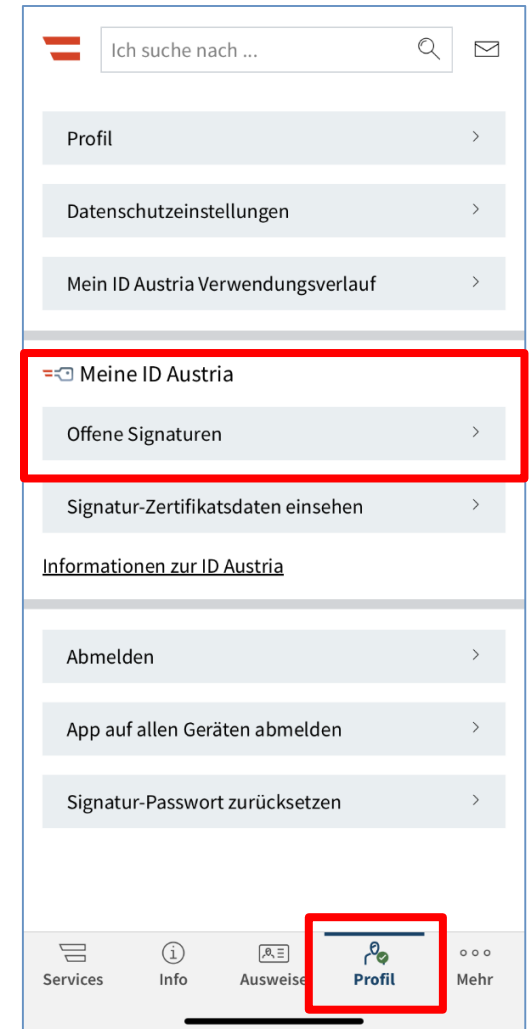 Ich suche nach ...
Profil
Datenschutzeinstellungen
Mein ID Austria Verwendungsverlauf
Meine ID Austria
Offene Signaturen
Signatur-Zertifikatsdaten einsehen
Informationen zur ID Austria
Abmelden
App auf allen Geräten abmelden
Signatur-Passwort zurücksetzen
Services Info Ausweise Profil Mehr